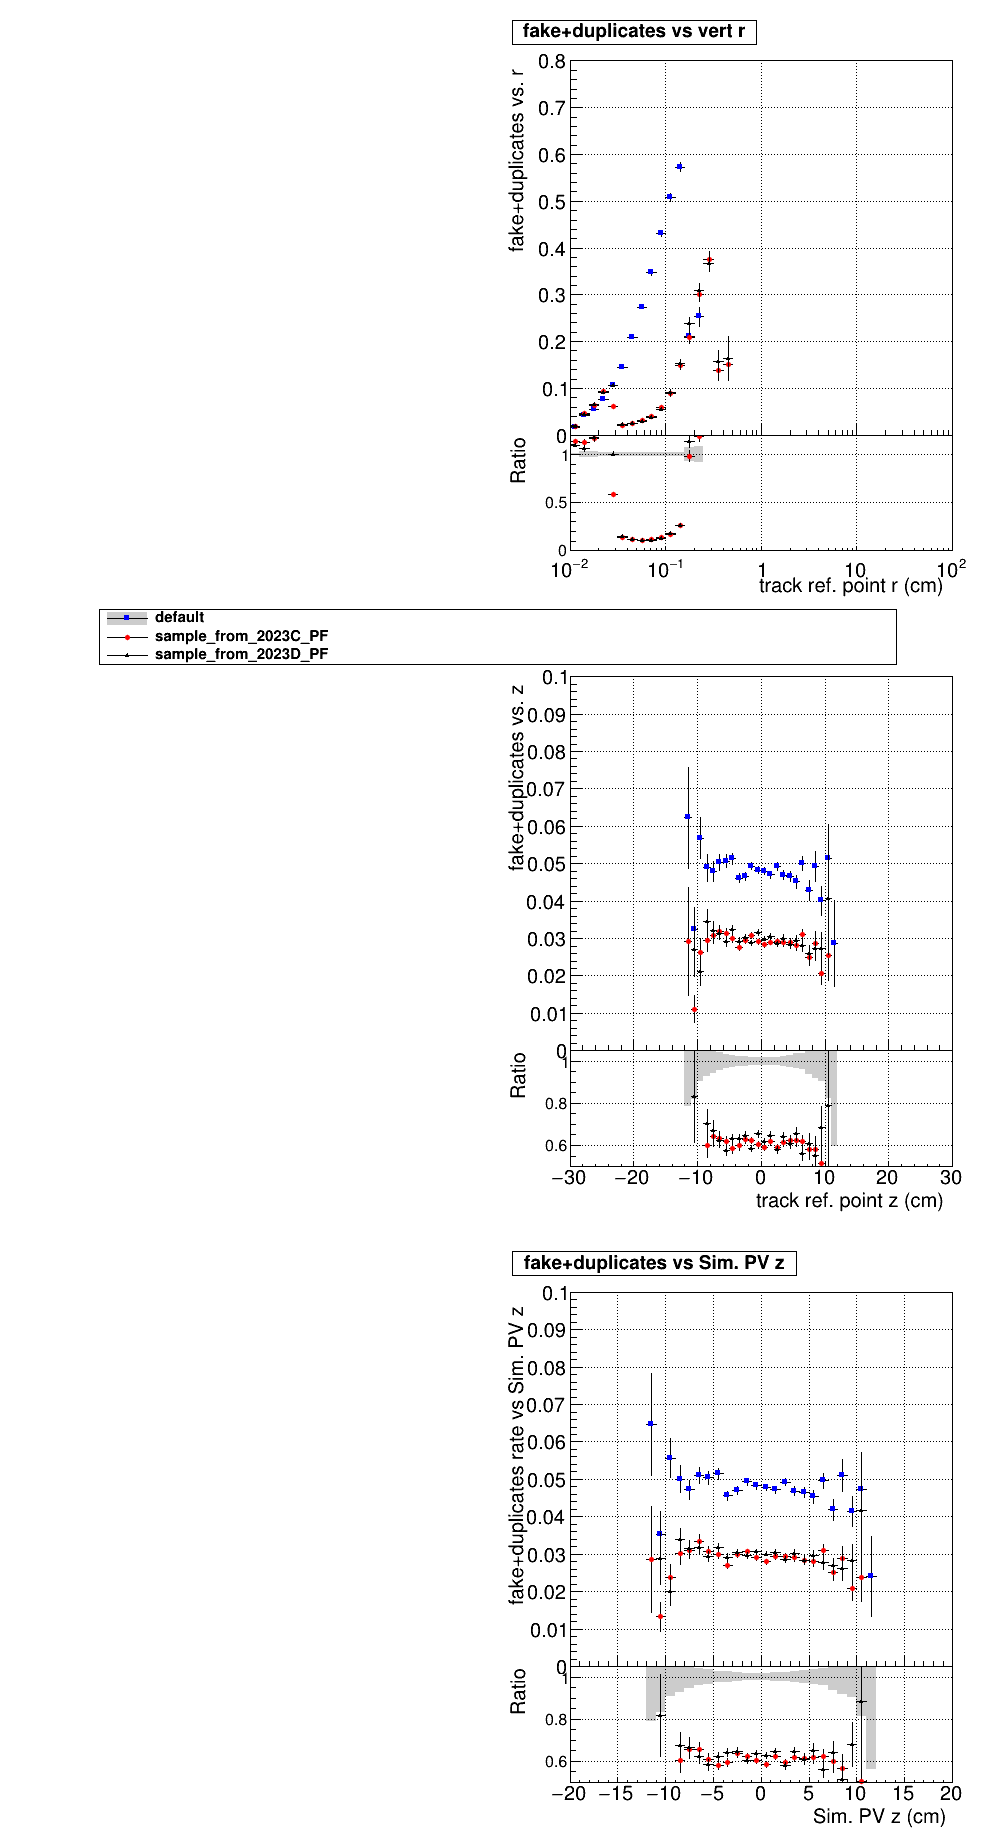 fake+duplicates vs vert r
fake+duplicates vs. r
0.8
0.7
0.6
0.5
0.4
0.3
0.2
0.1
0
Ratio
1
0.5
0
10−2 10−1 1 10 102
track ref. point r (cm)
default
sample_from_2023C_PF
sample_from_2023D_PF
fake+duplicates vs. z
0.1
0.09
0.08
0.07
0.06
0.05
0.04
0.03
0.02
0.01
0
Ratio
1
0.8
0.6
−30 −20 −10 0 10 20 30
track ref. point z (cm)
fake+duplicates vs Sim. PV z
fake+duplicates rate vs Sim. PV z
0.1
0.09
0.08
0.07
0.06
0.05
0.04
0.03
0.02
0.01
0
Ratio
1
0.8
0.6
−20 −15 −10 −5 0 5 10 15 20
Sim. PV z (cm)